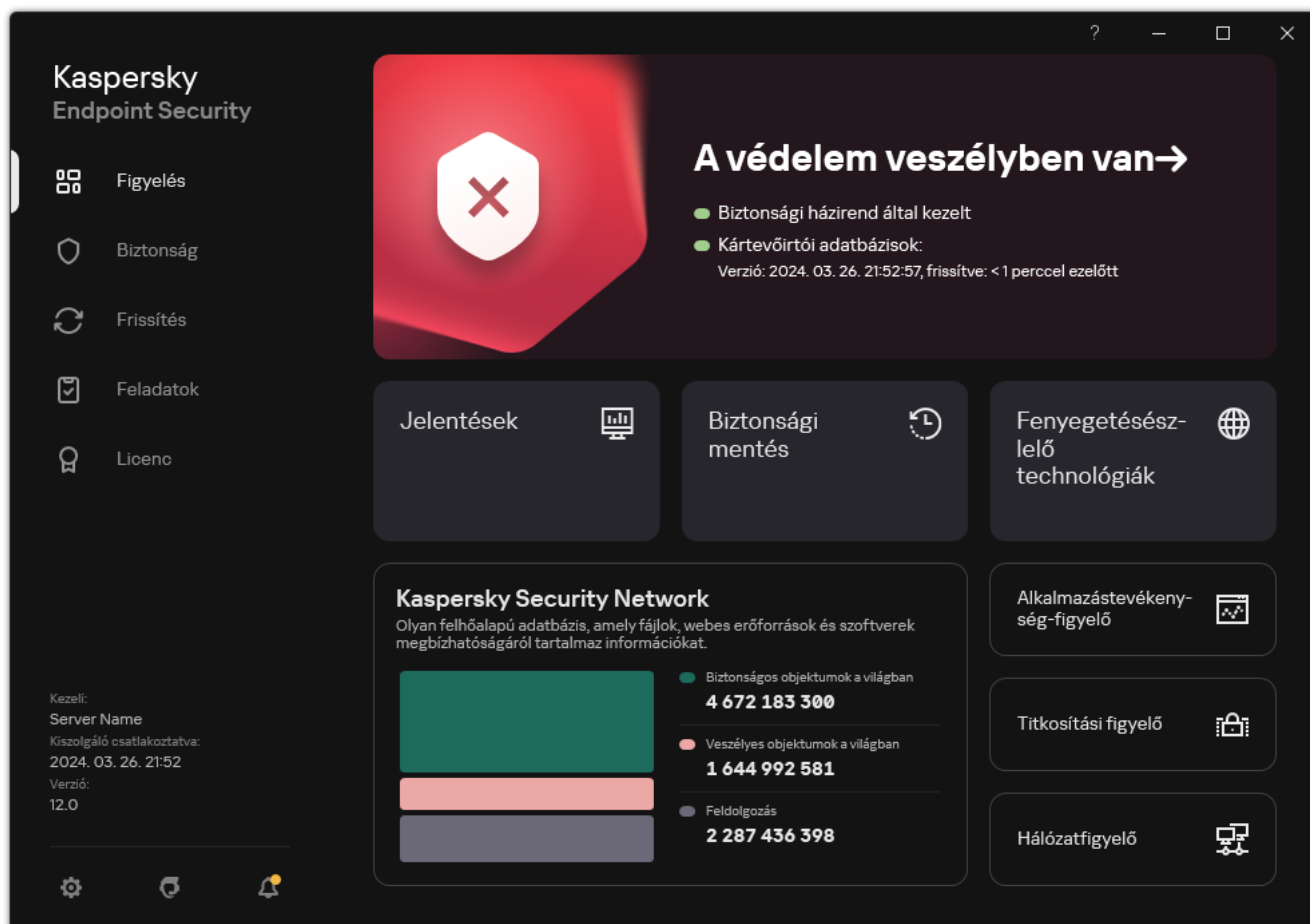 Kaspersky
Endpoint Security
Figyelés
Biztonság
Frissítés
Feladatok
Licenc
Kezeli:
Server Name
Kiszolgáló csatlakoztatva:
2024. 03. 26. 21:52
Verzió:
12.0
?
A védelem veszélyben van→
Biztonsági házirend által kezelt
Kártevőirtói adatbázisok:
Verzió: 2024. 03. 26. 21:52:57, frissítve: < 1 perccel ezelőtt
Jelentések
Biztonsági
mentés
Fenyegetésész-
lelő
technológiák
Kaspersky Security Network
Olyan felhőalapú adatbázis, amely fájlok, webes erőforrások és szoftverek
megbízhatóságáról tartalmaz információkat.
Biztonságos objektumok a világban
4 672 183 300
Veszélyes objektumok a világban
1 644 992 581
Feldolgozás
2 287 436 398
Alkalmazástevékeny-
ség-figyelő
Titkosítási figyelő
Hálózatfigyelő